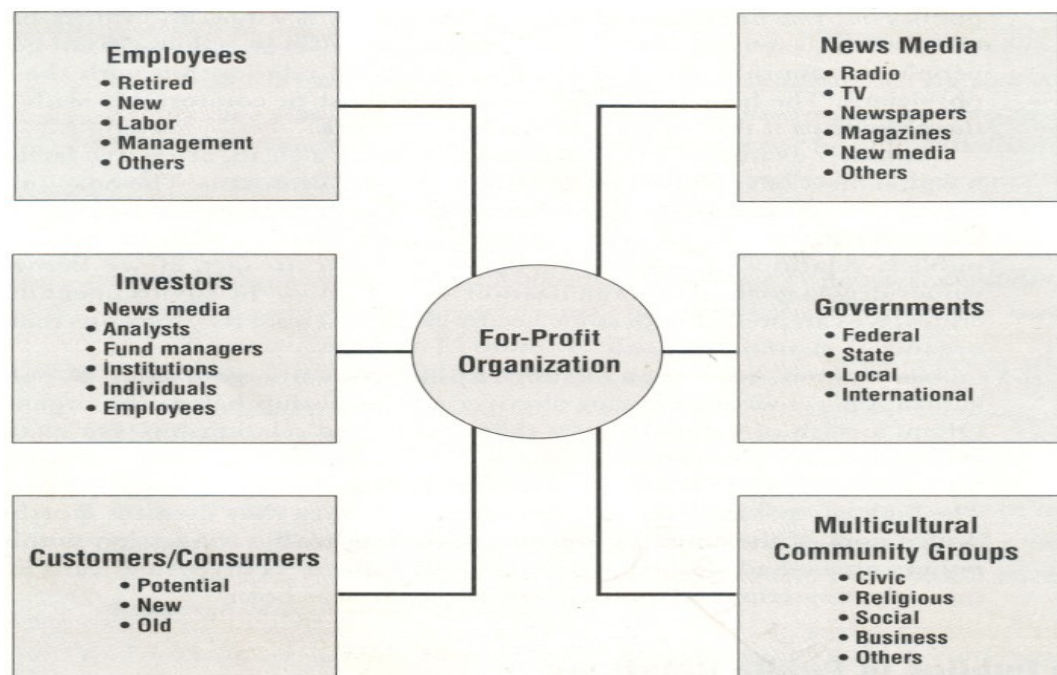 Employees
• Retired
• New
• Labor
• Management
• Others
News Media
• Radio
• TV
• Newspapers
• Magazines
• New media
• Others
Investors
• News media
• Analysts
• Fund managers
• Institutions
• Individuals
• Employees
For-Profit
Organization
Governments
• Federal
• State
• Local
• International
Customers/Consumers
• Potential
• New
• Old
Multicultural
Community Groups
• Civic
• Religious
• Social
• Business
• Others